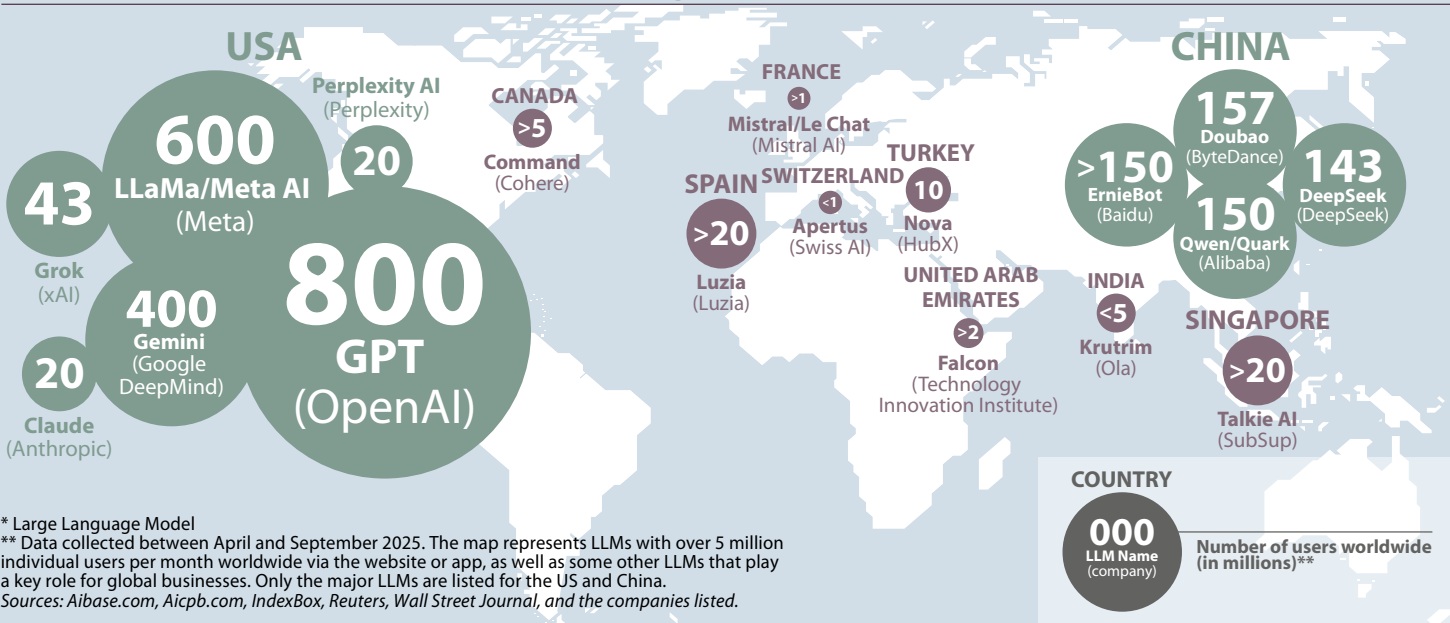 USA
600
LLaMa/Meta AI
(Meta)
Perplexity AI
(Perplexity)
20
43
Grok
(xAI)
800
GPT
(OpenAI)
400
Gemini
(Google
DeepMind)
20
Claude
(Anthropic)
CANADA
>5
Command
(Cohere)
FRANCE
>1
Mistral/Le Chat
(Mistral AI)
SPAIN
>20
Luzia
(Luzia)
SWITZERLAND
<1
Apertus
(Swiss AI)
TURKEY
10
Nova
(HubX)
UNITED ARAB
EMIRATES
>2
Falcon
(Technology
Innovation Institute)
INDIA
<5
Krutrim
(Ola)
CHINA
157
Doubao
(ByteDance)
>150
ErnieBot
(Baidu)
143
DeepSeek
(DeepSeek)
150
Qwen/Quark
(Alibaba)
SINGAPORE
>20
Talkie AI
(SubSup)
COUNTRY
000
LLM Name
(company)
Number of users worldwide
(in millions)**
* Large Language Model
** Data collected between April and September 2025. The map represents LLMs with over 5 million
individual users per month worldwide via the website or app, as well as some other LLMs that play
a key role for global businesses. Only the major LLMs are listed for the US and China.
Sources: Aibase.com, Aicpb.com, IndexBox, Reuters, Wall Street Journal, and the companies listed.